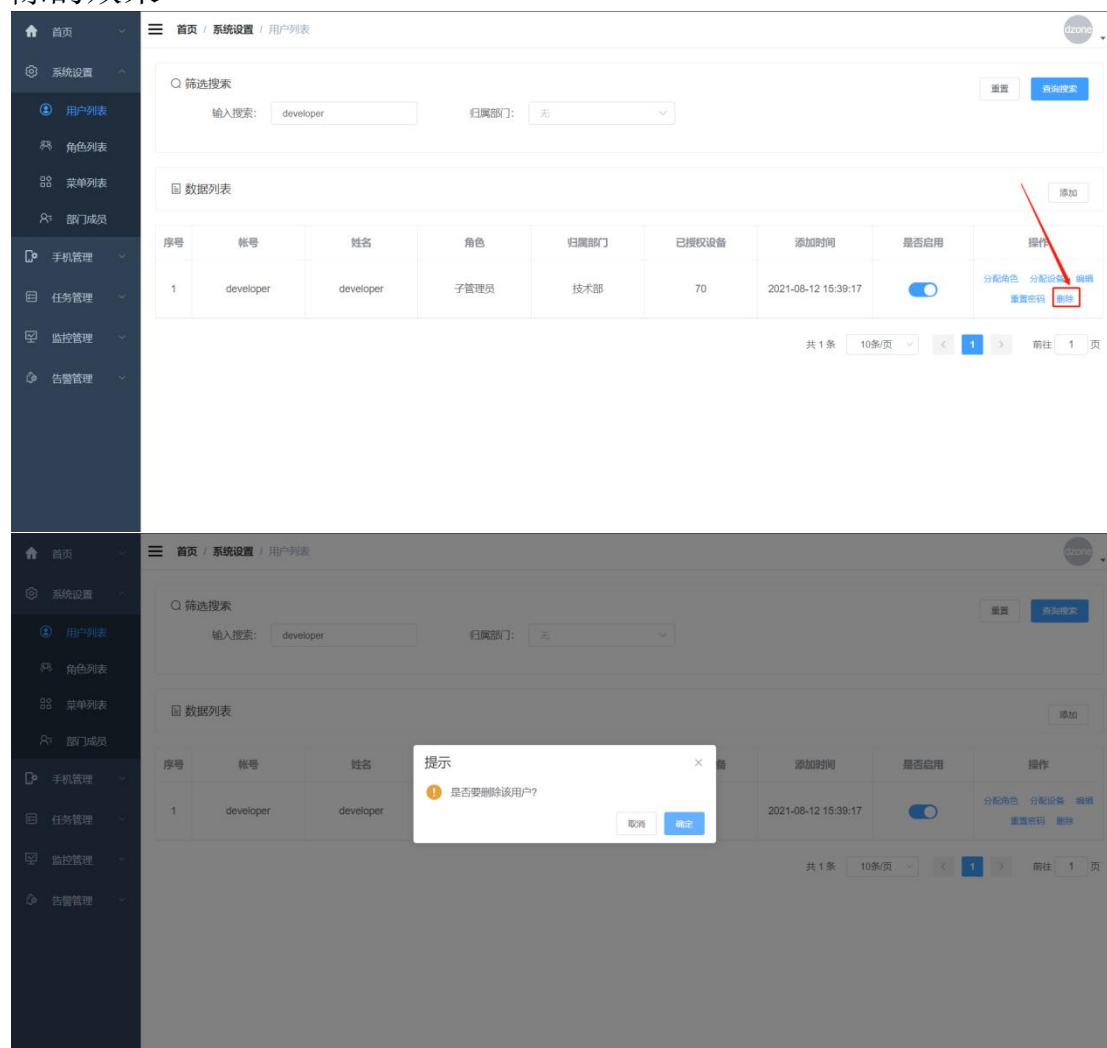 首页
首页 / 系统设置 / 用户列表
dzone
系统设置
筛选搜索
重置
查询搜索
用户列表
输入搜索:
developer
归属部门:
无
角色列表
菜单列表
数据列表
添加
部门成员
序号 帐号 姓名 角色 归属部门 已授权设备 添加时间 是否启用 操作
手机管理
1 developer developer 子管理员 技术部 70 2021-08-12 15:39:17 分配角色 分配设备 编辑
重置密码 删除
任务管理
监控管理
共 1 条 10条/页 1 前往 1 页
告警管理
首页
首页 / 系统设置 / 用户列表
dzone
系统设置
筛选搜索
重置
查询搜索
用户列表
输入搜索:
developer
归属部门:
无
角色列表
菜单列表
数据列表
添加
部门成员
提示
序号 帐号 姓名 备 添加时间 是否启用 操作
手机管理
是否要删除该用户?
1 developer developer 2021-08-12 15:39:17 分配角色 分配设备 编辑
重置密码 删除
取消 确定
任务管理
监控管理
共 1 条 10条/页 1 前往 1 页
告警管理